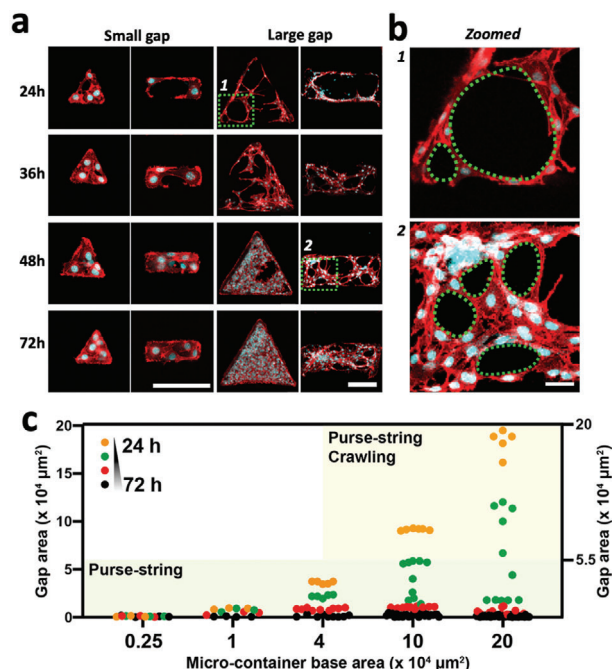 a
Small gap
Large gap
b
Zoomed
24h
1
1
36h
48h
2
2
72h
c
Gap area (x 10⁴ μm²)
20
15
10
5
0
24 h
72 h
Purse-string
Crawling
Purse-string
20
5.5
0
Gap area (x 10⁴ μm²)
0.25 1 4 10 20
Micro-container base area (x 10⁴ μm²)